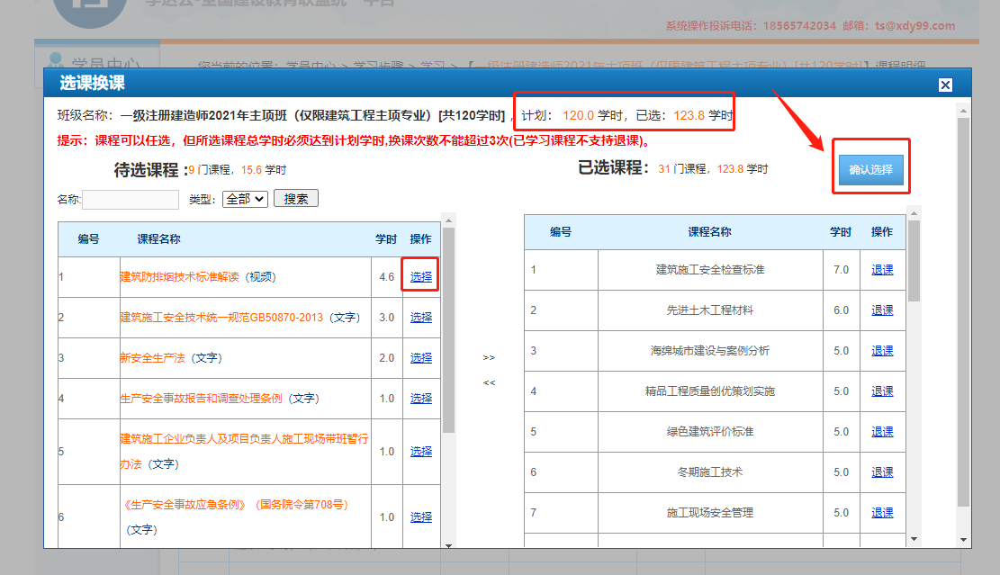 系统操作投诉电话：18565742034 邮箱：ts@xdy99.com
学员中心
您当前的位置：学员中心 > 学习步骤 > 学习 > 【一级注册建造师2021年主项班（仅限建筑工程主项专业）[共120学时]】课程明细
选课换课
班级名称：一级注册建造师2021年主项班（仅限建筑工程主项专业）[共120学时]，计划： 120.0 学时，已选：123.8 学时
提示：课程可以任选，但所选课程总学时必须达到计划学时,换课次数不能超过3次(已学习课程不支持退课)。
待选课程 :9 门课程，15.6 学时
已选课程： 31 门课程，123.8 学时
确认选择
名称: 类型： 全部 搜索
编号 课程名称 学时 操作
1 建筑防排烟技术标准解读（视频） 4.6 选择
2 建筑施工安全技术统一规范GB50870-2013（文字） 3.0 选择
3 新安全生产法（文字） 2.0 选择
4 生产安全事故报告和调查处理条例（文字） 1.0 选择
5 建筑施工企业负责人及项目负责人施工现场带班暂行
办法（文字） 1.0 选择
6 《生产安全事故应急条例》（国务院令第708号）
（文字） 1.0 选择
>>
<<
编号 课程名称 学时 操作
1 建筑施工安全检查标准 7.0 退课
2 先进土木工程材料 6.0 退课
3 海绵城市建设与案例分析 5.0 退课
4 精品工程质量创优策划实施 5.0 退课
5 绿色建筑评价标准 5.0 退课
6 冬期施工技术 5.0 退课
7 施工现场安全管理 5.0 退课